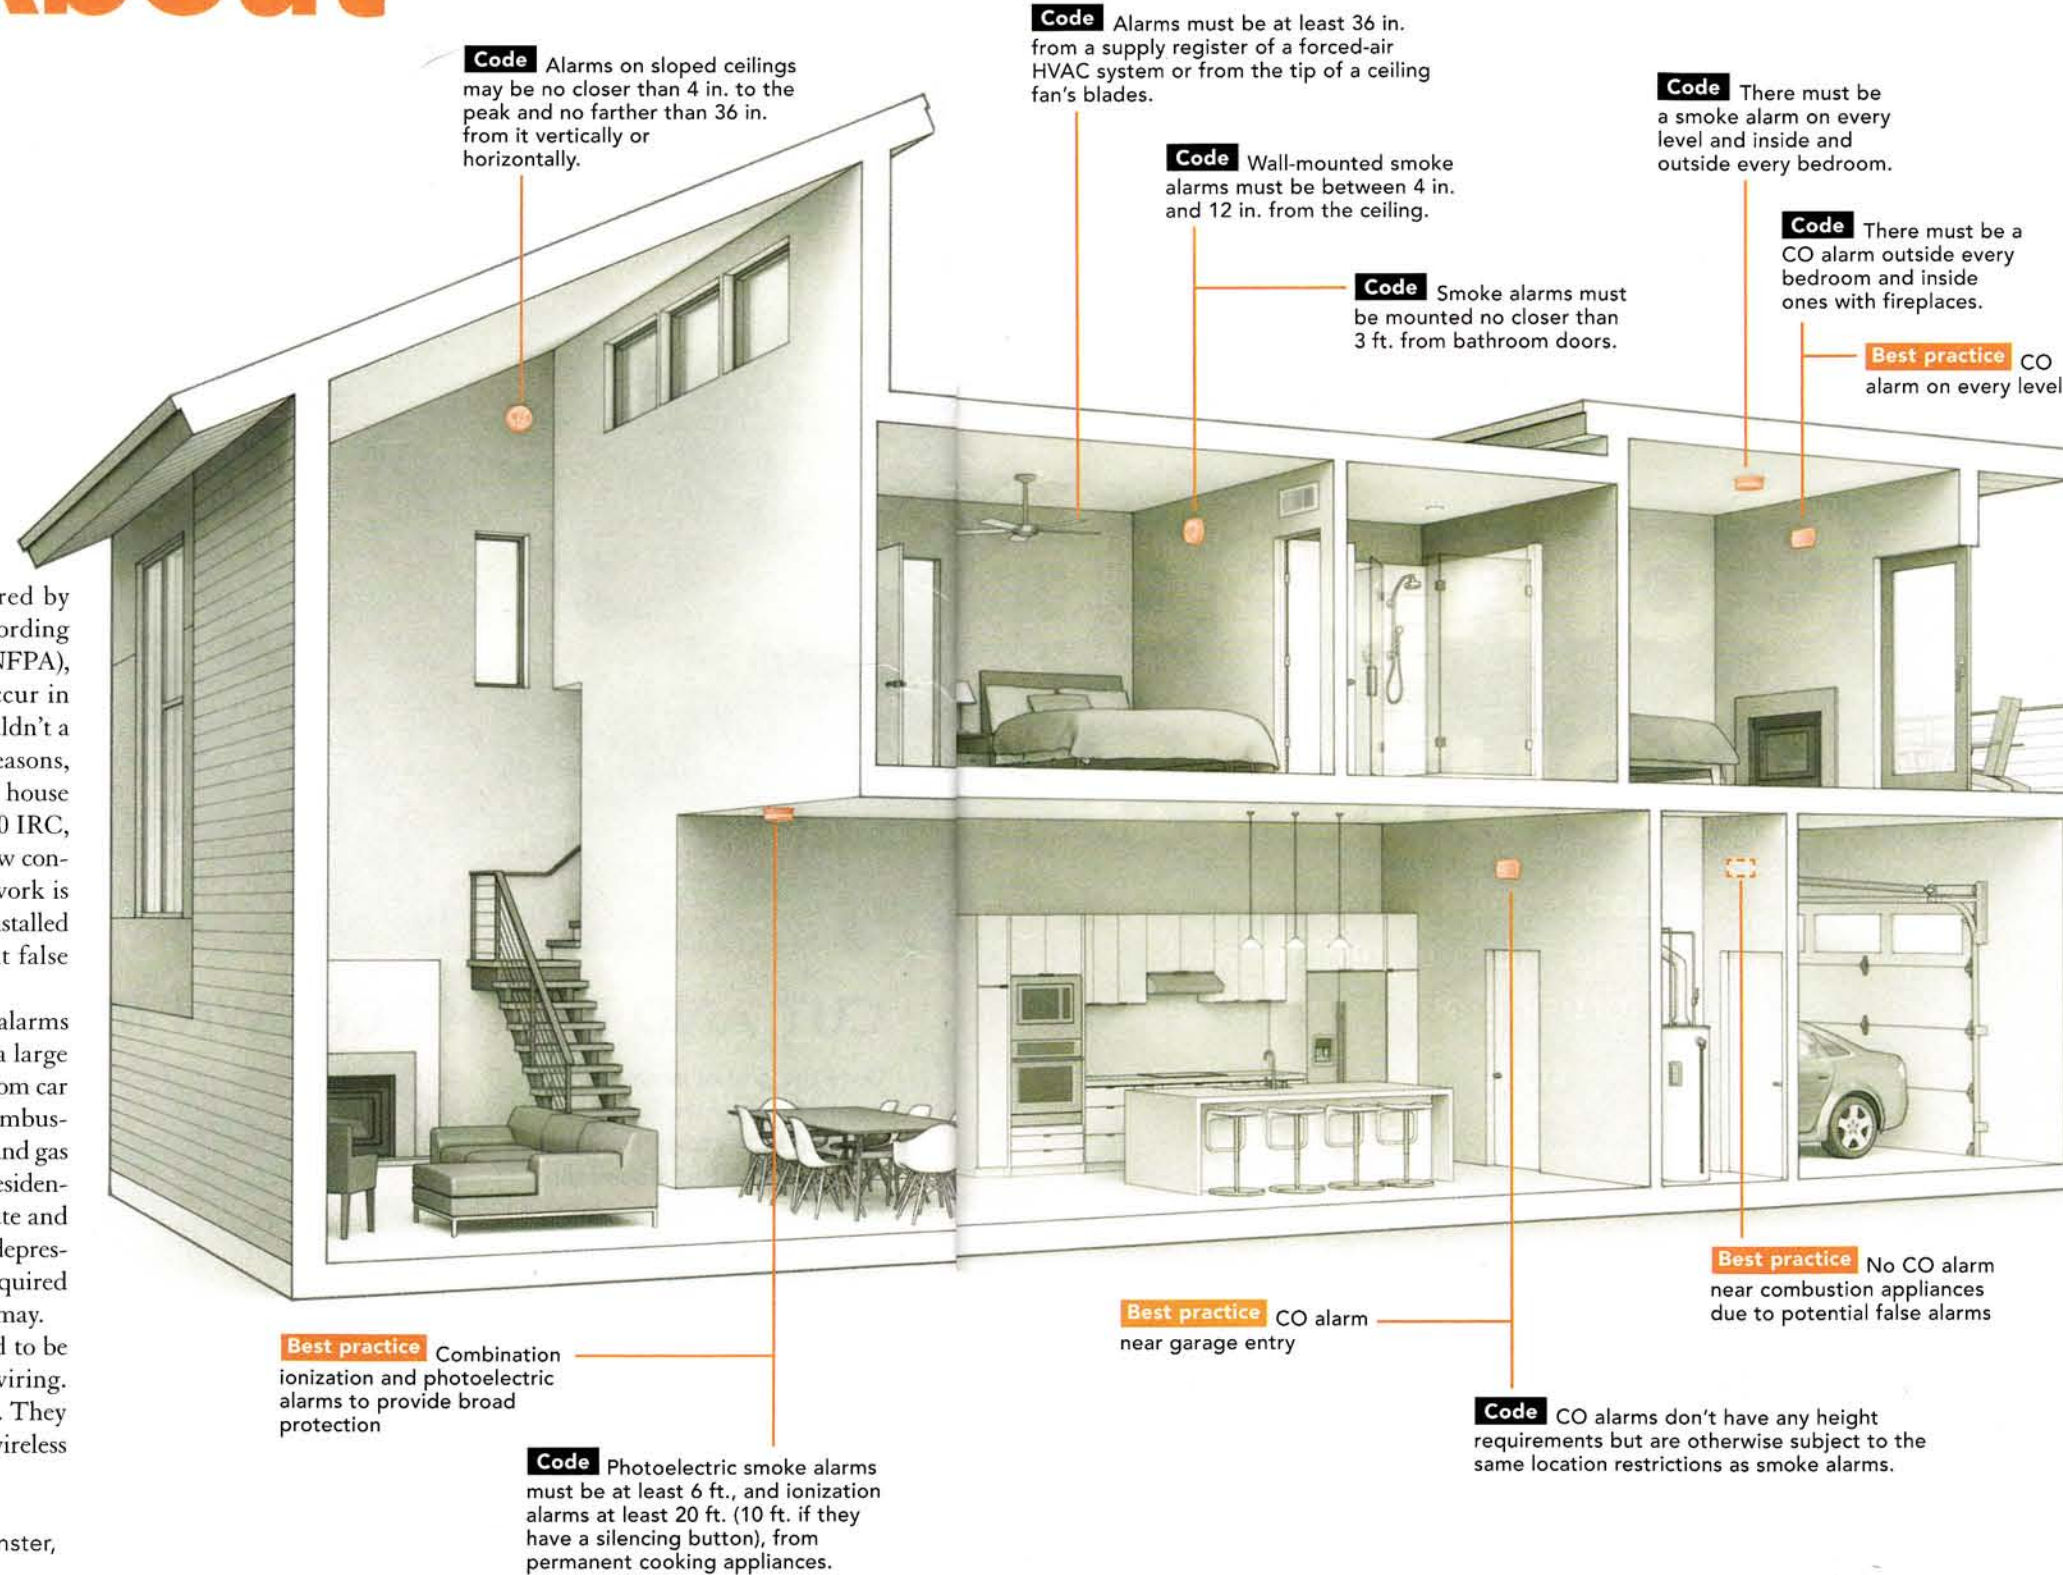 About
Code Alarms on sloped ceilings
may be no closer than 4 in. to the
peak and no farther than 36 in.
from it vertically or
horizontally.
Code Alarms must be at least 36 in.
from a supply register of a forced-air
HVAC system or from the tip of a ceiling
fan's blades.
Code Wall-mounted smoke
alarms must be between 4 in.
and 12 in. from the ceiling.
Code Smoke alarms must
be mounted no closer than
3 ft. from bathroom doors.
Code There must be
a smoke alarm on every
level and inside and
outside every bedroom.
Code There must be a
CO alarm outside every
bedroom and inside
ones with fireplaces.
Best practice CO
alarm on every level
red by
ording
NFPA),
ccur in
ldn't a
easons,
house
0 IRC,
w con-
work is
stalled
t false
alarms
a large
om car
mbus-
and gas
esiden-
te and
depres-
quired
may.
d to be
wiring.
. They
wireless
nster,
Best practice Combination
ionization and photoelectric
alarms to provide broad
protection
Code Photoelectric smoke alarms
must be at least 6 ft., and ionization
alarms at least 20 ft. (10 ft. if they
have a silencing button), from
permanent cooking appliances.
Best practice CO alarm
near garage entry
Code CO alarms don't have any height
requirements but are otherwise subject to the
same location restrictions as smoke alarms.
Best practice No CO alarm
near combustion appliances
due to potential false alarms